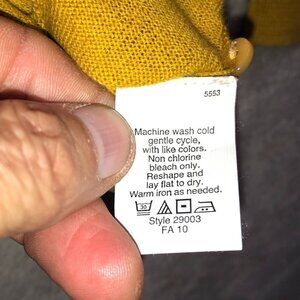 5553
Machine wash cold
gentle cycle,
with like colors.
Non chlorine
bleach only.
Reshape and
lay flat to dry.
Warm iron as needed.
30
Style 29003
FA 10